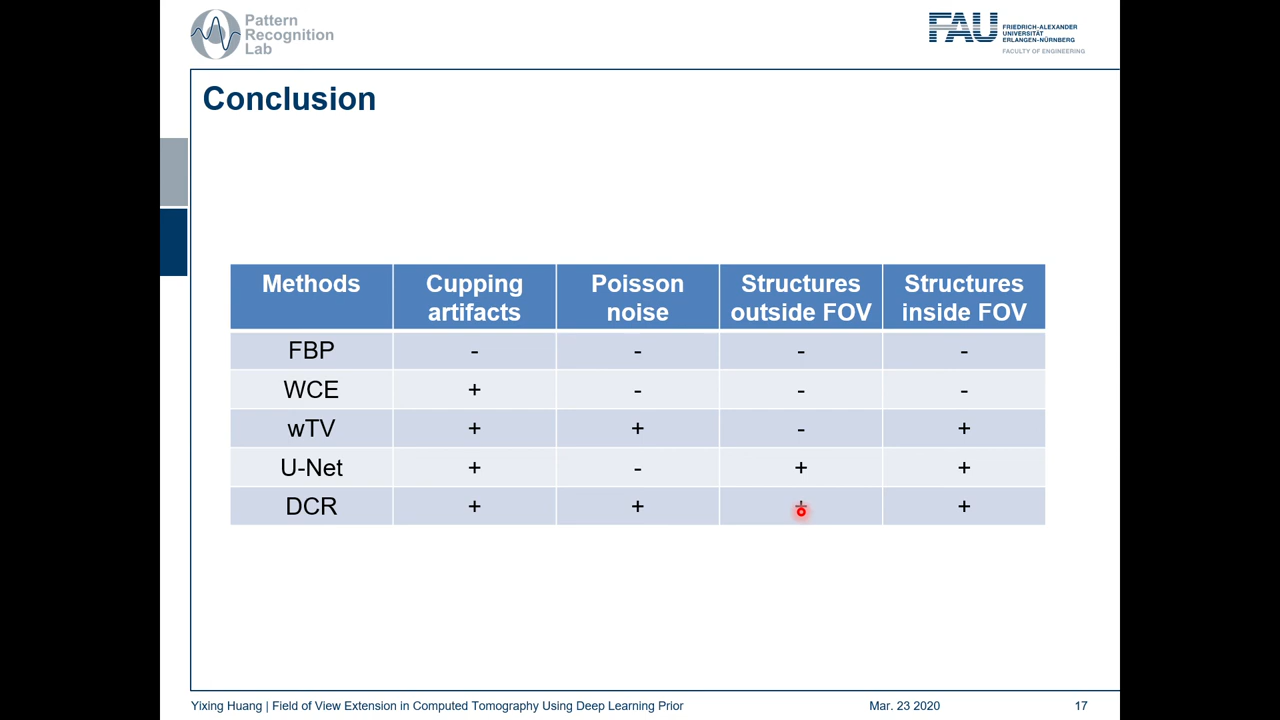 Pattern
Recognition
Lab
FAU
FRIEDRICH-ALEXANDER
UNIVERSITÄT
ERLANGEN-NÜRNBERG
FACULTY OF ENGINEERING
Conclusion
Methods Cupping artifacts Poisson noise Structures outside FOV Structures inside FOV
FBP - - - -
WCE + - - -
wTV + + - +
U-Net + - + +
DCR + + + +
Yixing Huang | Field of View Extension in Computed Tomography Using Deep Learning Prior Mar. 23 2020 17